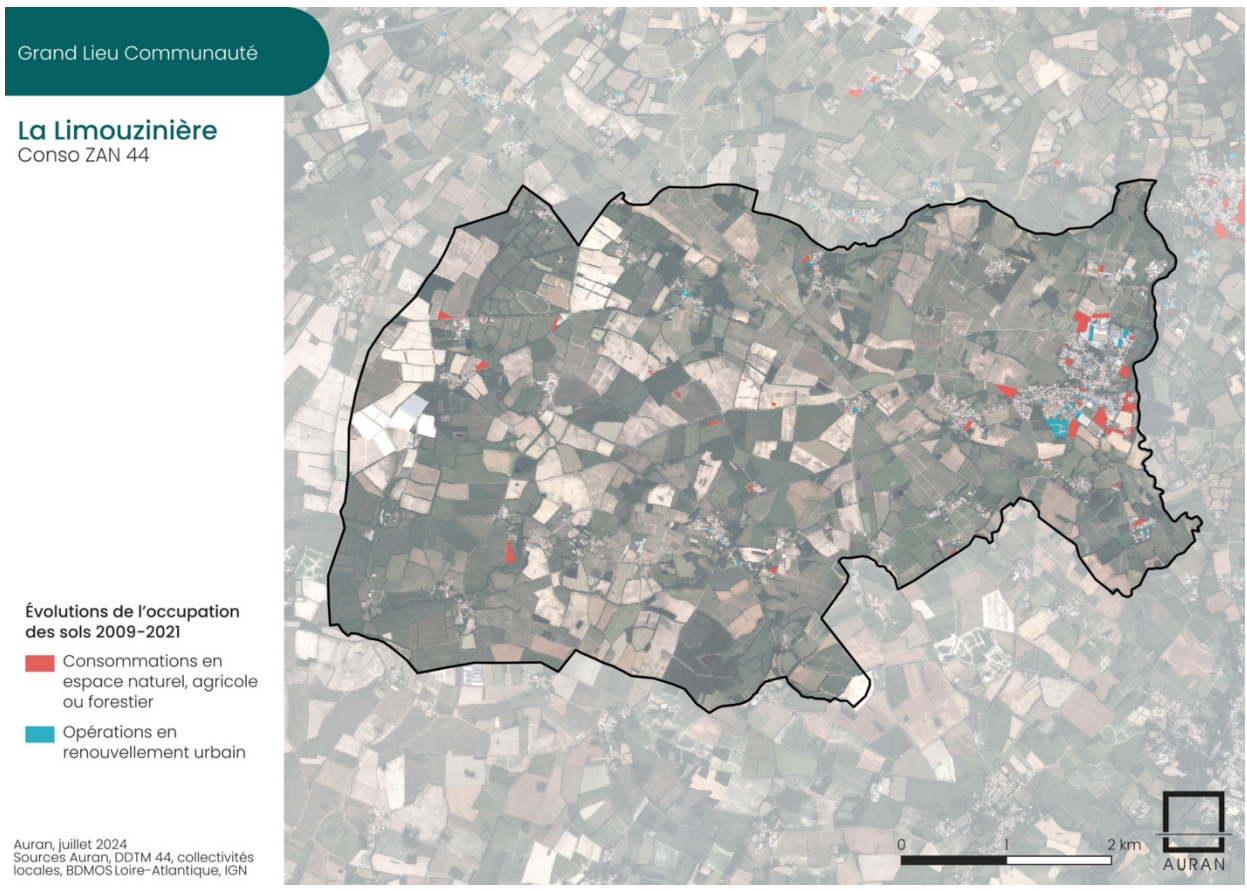 Grand Lieu Communauté
La Limouzinière
Conso ZAN 44
Évolutions de l'occupation
des sols 2009-2021
Consommations en
espace naturel, agricole
ou forestier
Opérations en
renouvellement urbain
Auran, juillet 2024
Sources Auran, DDTM 44, collectivités
locales, BDMOS Loire-Atlantique, IGN
0 1 2 km
AURAN